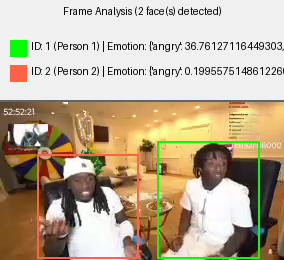 Frame Analysis (2 face(s) detected)
ID: 1 (Person 1) | Emotion: {'angry': 36.76127116449303,
ID: 2 (Person 2) | Emotion: {'angry': 0.199557514861226
52:52:21